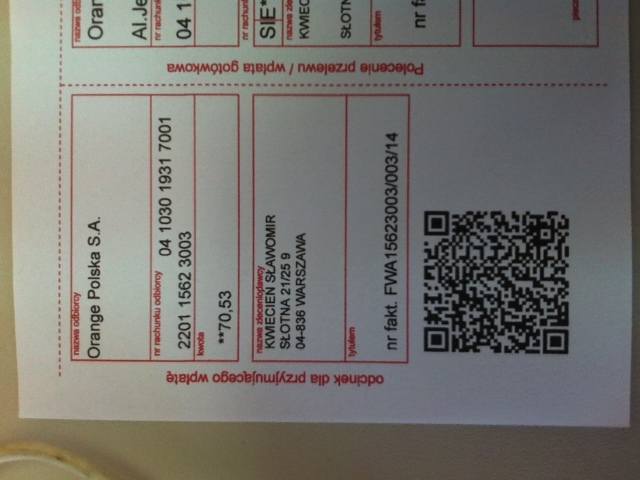 nazwa odbiorcy
Orange Polska S.A.
nr rachunku odbiorcy 04 1030 1931 7001
2201 1562 3003
kwota
**70,53
nazwa zleceniodawcy
KWIECIEN SŁAWOMIR
SŁOTNA 21/25 9
04-836 WARSZAWA
tytułem
nr fakt. FWA15623003/003/14
odcinek dla przyjmującego wpłatę
Polecenie przelewu / wpłata gotówkowa
nazwa odb
Oran
Al.Je
nr rachunk
04 1
nr rachun
SIE*
nazwa zle
KWIEC
SŁOTN
tytułem
nr fa
piecz